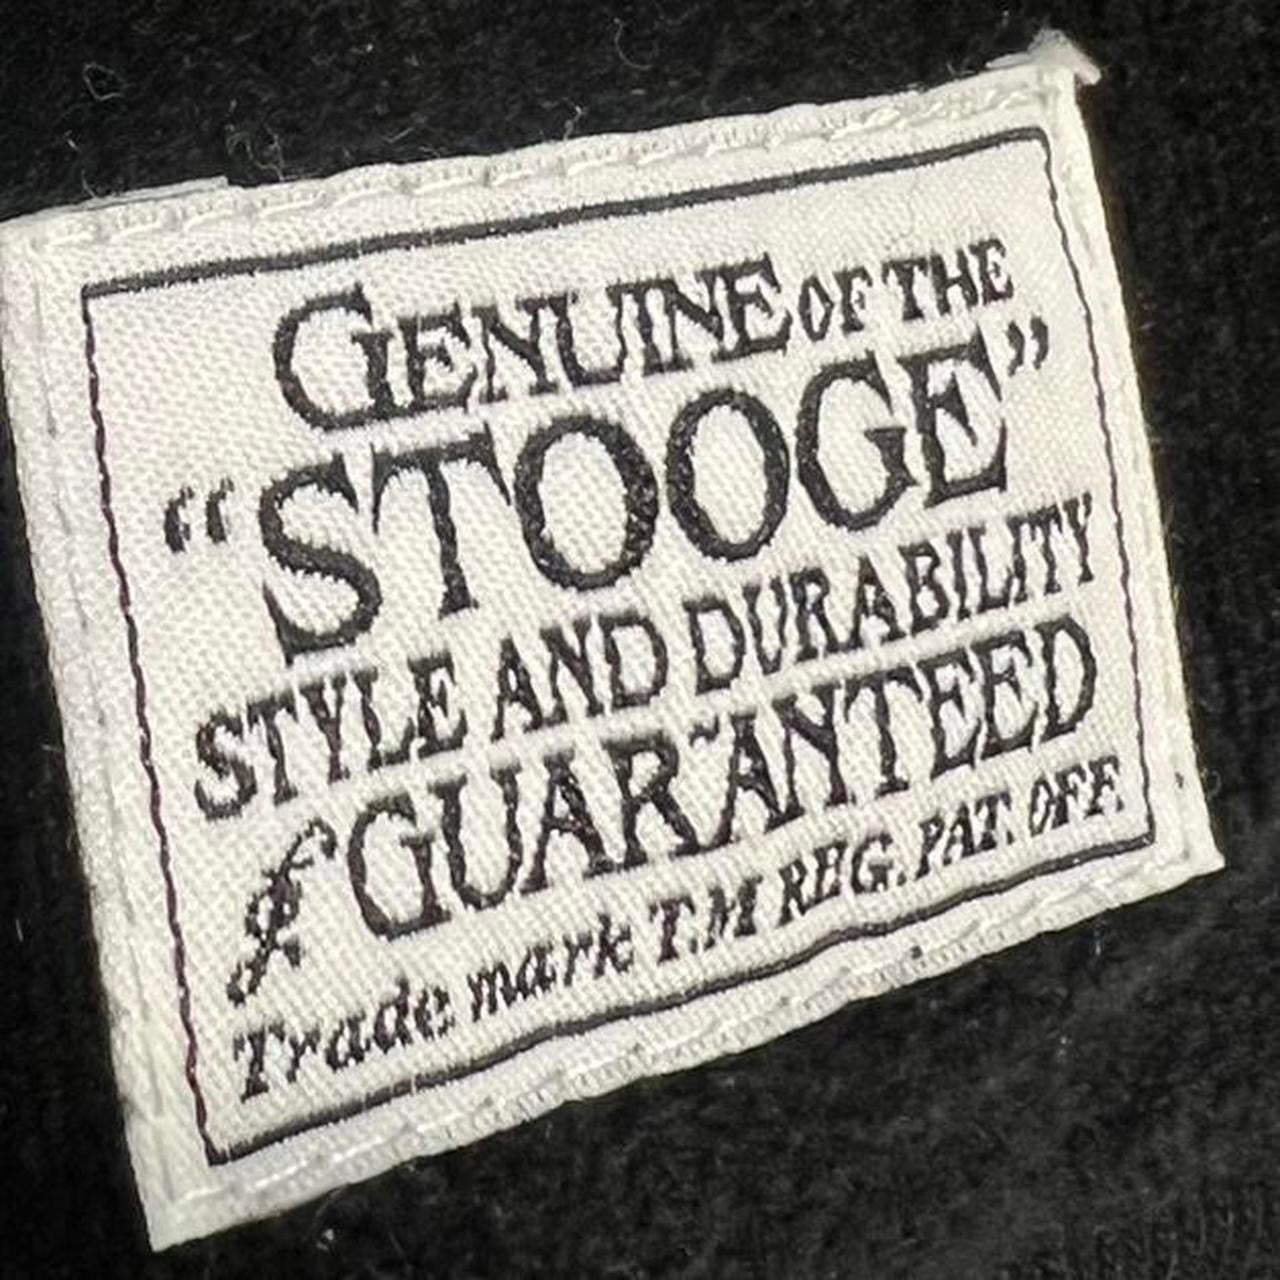 GENUINE OF THE
“STOOGE”
STYLE AND DURABILITY
GUARANTEED
Trade mark T.M REG. PAT. OFF.